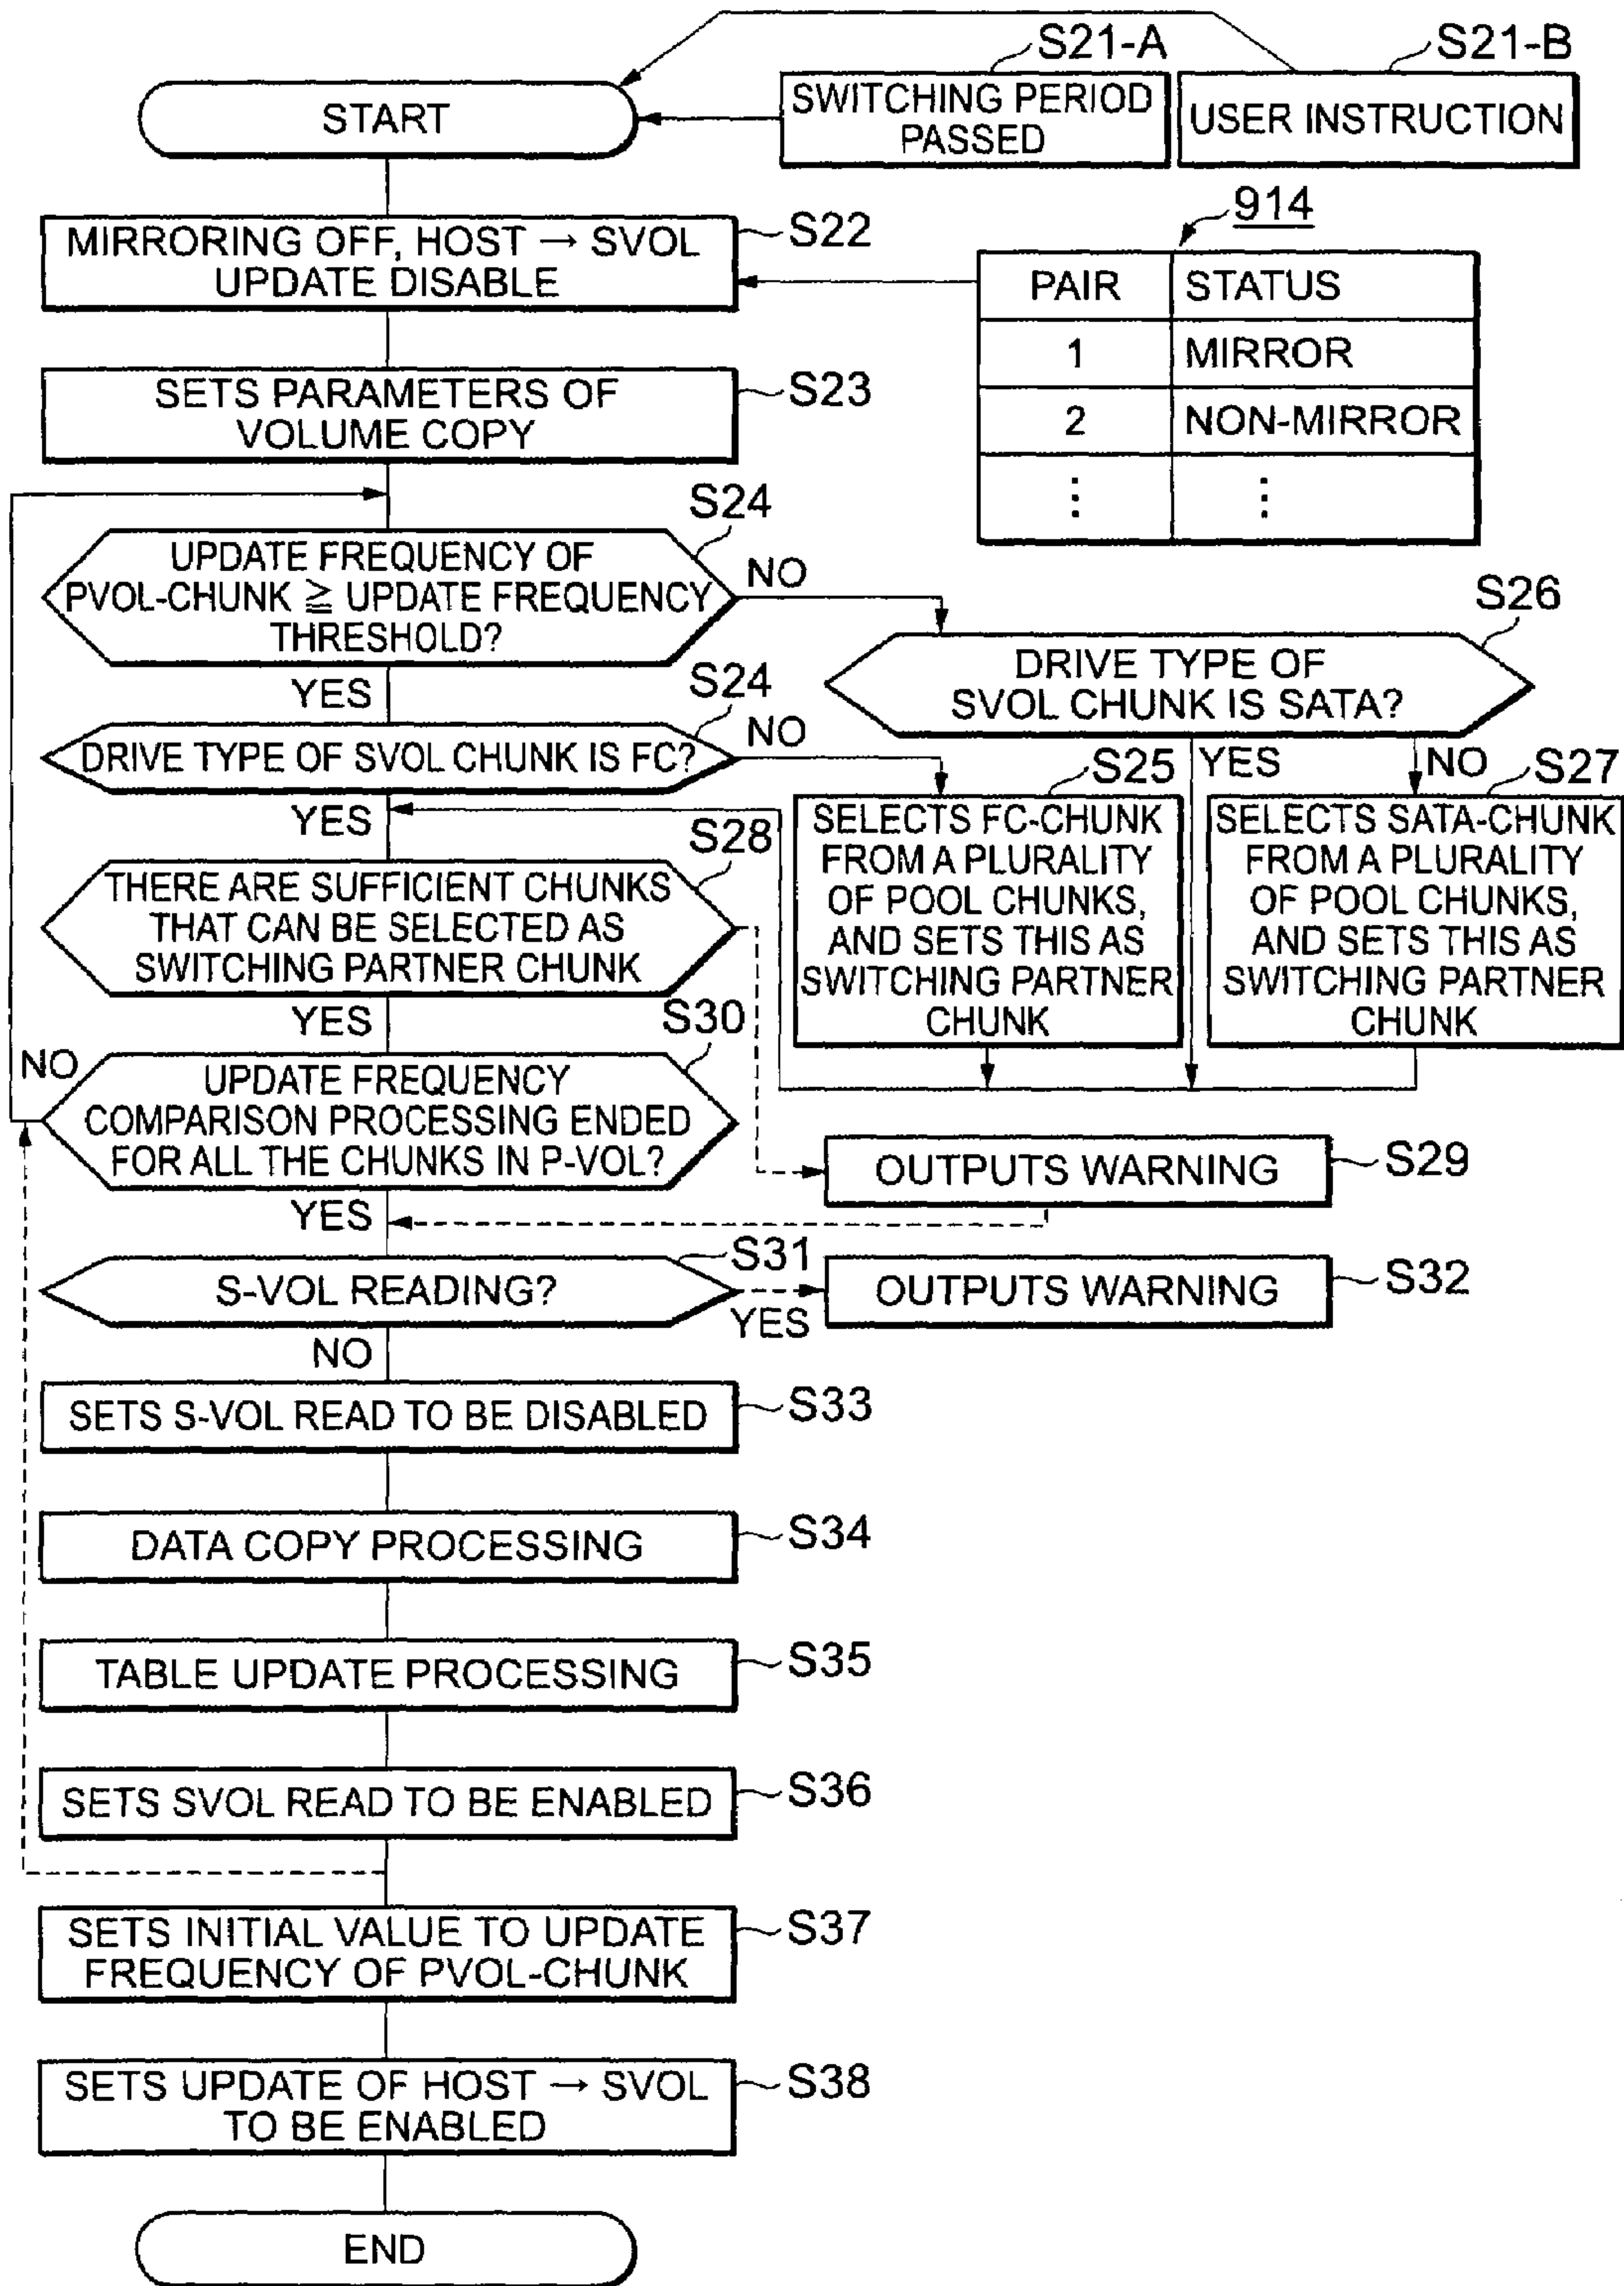 S21-A
S21-B
START
SWITCHING PERIOD
PASSED
USER INSTRUCTION
914
MIRRORING OFF, HOST → SVOL
UPDATE DISABLE
S22
PAIR STATUS
1 MIRROR
2 NON-MIRROR
⋮ ⋮
SETS PARAMETERS OF
VOLUME COPY
S23
S24
UPDATE FREQUENCY OF
PVOL-CHUNK ≧ UPDATE FREQUENCY
THRESHOLD?
NO
YES
S26
DRIVE TYPE OF
SVOL CHUNK IS SATA?
YES
NO
S24
DRIVE TYPE OF SVOL CHUNK IS FC?
NO
YES
S25
SELECTS FC-CHUNK
FROM A PLURALITY
OF POOL CHUNKS,
AND SETS THIS AS
SWITCHING PARTNER
CHUNK
S27
SELECTS SATA-CHUNK
FROM A PLURALITY
OF POOL CHUNKS,
AND SETS THIS AS
SWITCHING PARTNER
CHUNK
S28
THERE ARE SUFFICIENT CHUNKS
THAT CAN BE SELECTED AS
SWITCHING PARTNER CHUNK
YES
S30
NO
UPDATE FREQUENCY
COMPARISON PROCESSING ENDED
FOR ALL THE CHUNKS IN P-VOL?
YES
OUTPUTS WARNING
S29
S31
S-VOL READING?
YES
NO
OUTPUTS WARNING
S32
SETS S-VOL READ TO BE DISABLED
S33
DATA COPY PROCESSING
S34
TABLE UPDATE PROCESSING
S35
SETS SVOL READ TO BE ENABLED
S36
SETS INITIAL VALUE TO UPDATE
FREQUENCY OF PVOL-CHUNK
S37
SETS UPDATE OF HOST → SVOL
TO BE ENABLED
S38
END